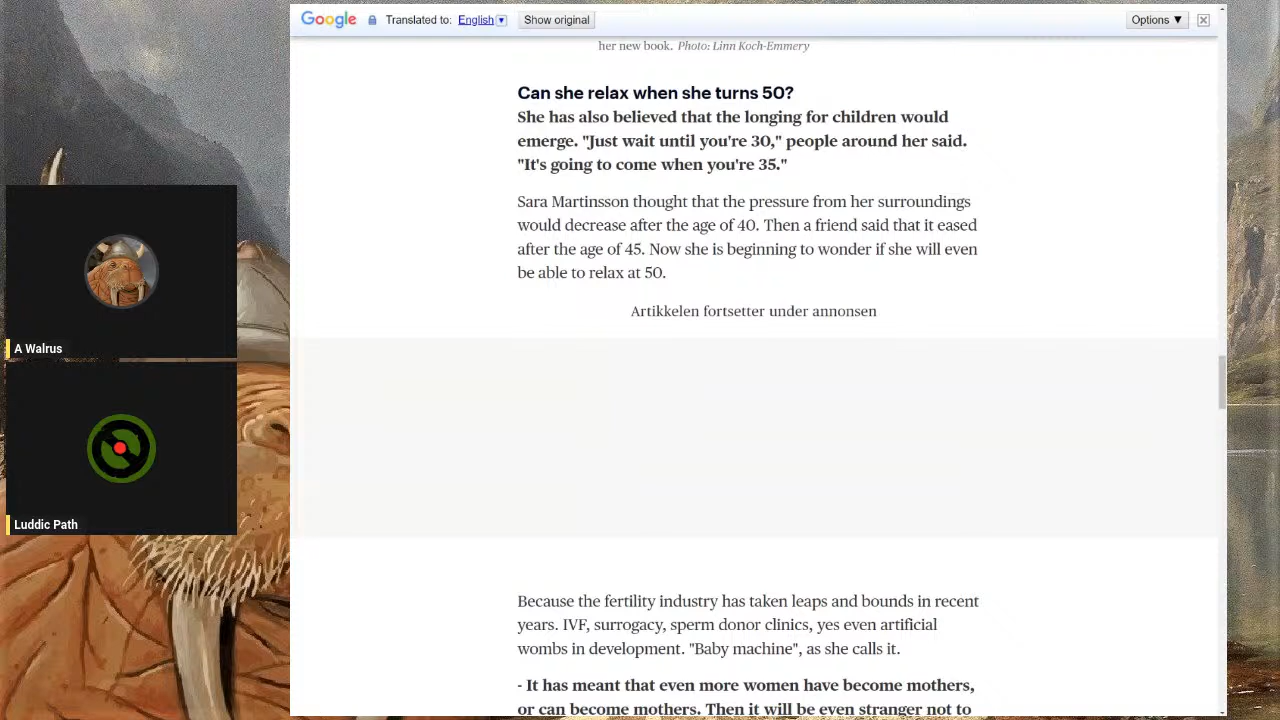 Google Translated to: English ▼ Show original Options ▼
her new book. Photo: Linn Koch-Emmery
Can she relax when she turns 50?
She has also believed that the longing for children would
emerge. "Just wait until you're 30," people around her said.
"It's going to come when you're 35."
Sara Martinsson thought that the pressure from her surroundings
would decrease after the age of 40. Then a friend said that it eased
after the age of 45. Now she is beginning to wonder if she will even
be able to relax at 50.
Artikkelen fortsetter under annonsen
A Walrus
Luddic Path
Because the fertility industry has taken leaps and bounds in recent
years. IVF, surrogacy, sperm donor clinics, yes even artificial
wombs in development. "Baby machine", as she calls it.
- It has meant that even more women have become mothers,
or can become mothers. Then it will be even stranger not to